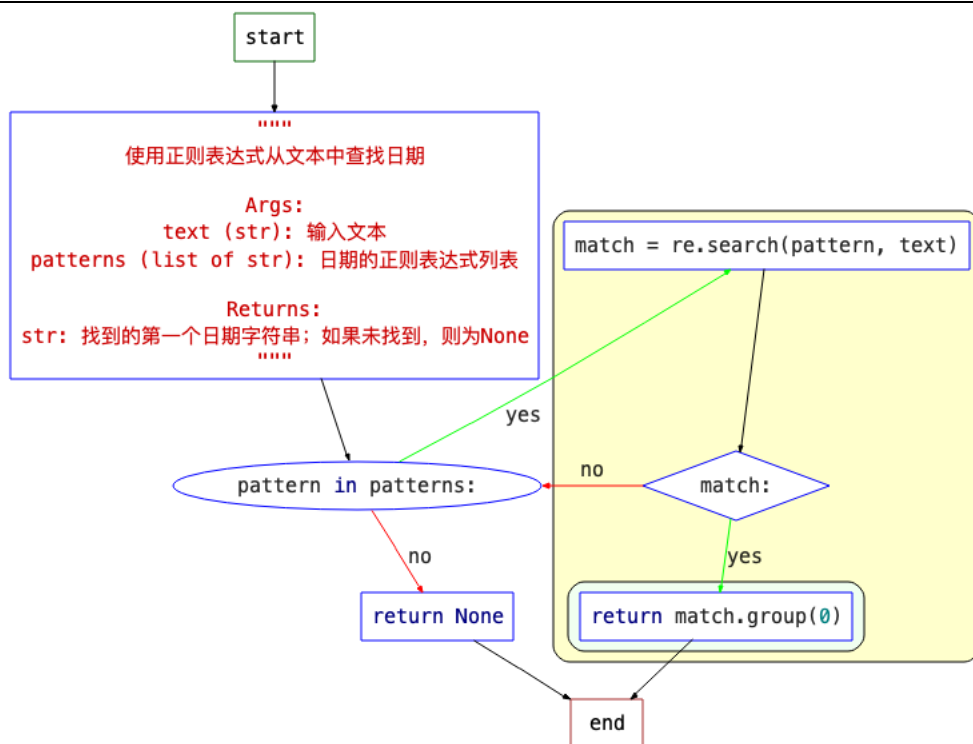 start
"""
使用正则表达式从文本中查找日期
Args:
text (str): 输入文本
patterns (list of str): 日期的正则表达式列表
Returns:
str: 找到的第一个日期字符串；如果未找到，则为None
"""
match = re.search(pattern, text)
yes
pattern in patterns:
no
match:
no
yes
return None
return match.group(0)
end